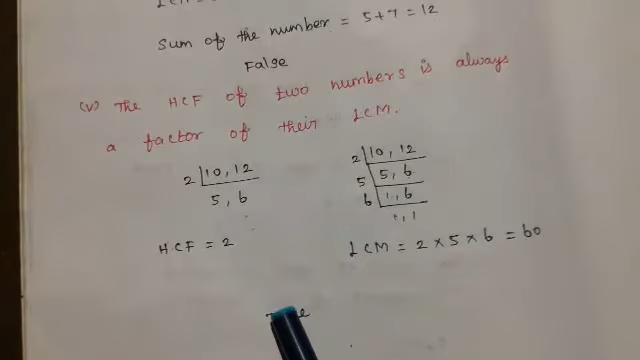 Sum of the number = 5+7 = 12
False
(v) The HCF of two numbers is always
a factor of their LCM.
2 | 10, 12
5, 6
HCF = 2
2 | 10, 12
5 | 5, 6
6 | 1, 6
1, 1
LCM = 2 × 5 × 6 = 60